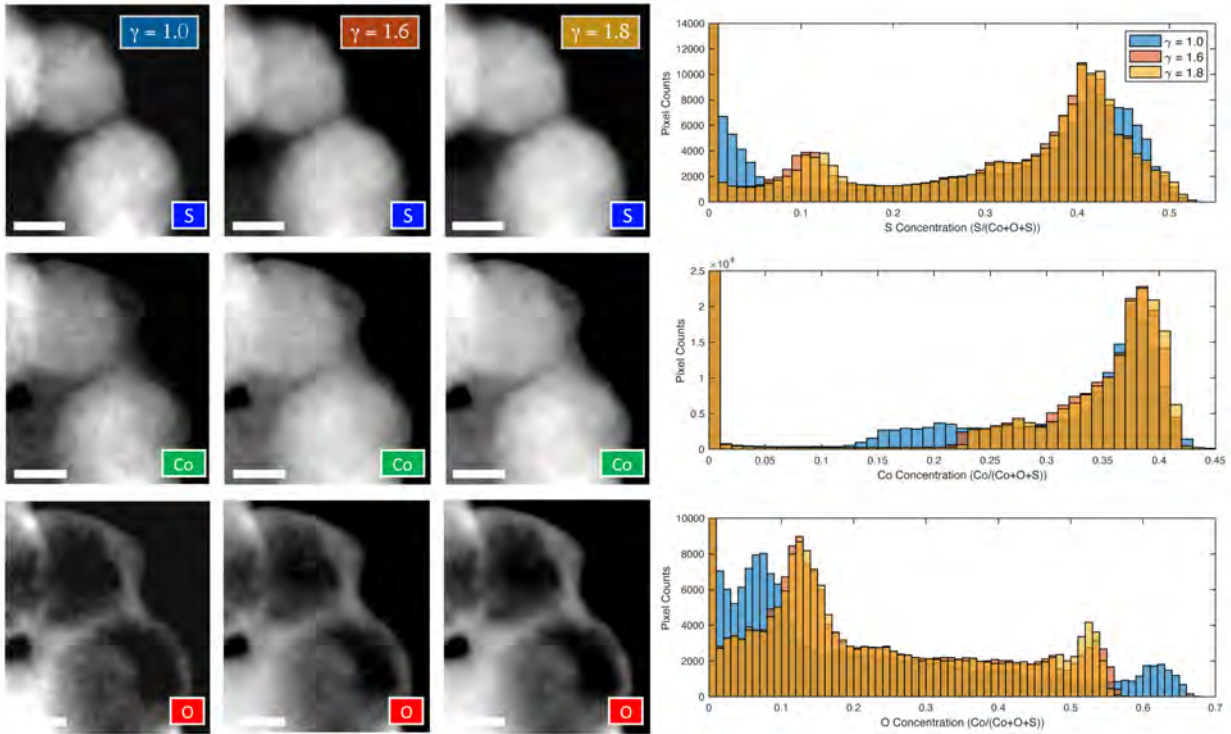 γ = 1.0
γ = 1.6
γ = 1.8
S
S
S
Co
Co
Co
O
O
O
14000
12000
10000
8000
6000
4000
2000
0
Pixel Counts
γ = 1.0
γ = 1.6
γ = 1.8
0 0.1 0.2 0.3 0.4 0.5
S Concentration (S/(Co+O+S))
×10⁴
2.5
2
1.5
1
0.5
0
Pixel Counts
0 0.05 0.1 0.15 0.2 0.25 0.3 0.35 0.4 0.45
Co Concentration (Co/(Co+O+S))
10000
8000
6000
4000
2000
0
Pixel Counts
0 0.1 0.2 0.3 0.4 0.5 0.6 0.7
O Concentration (Co/(Co+O+S))